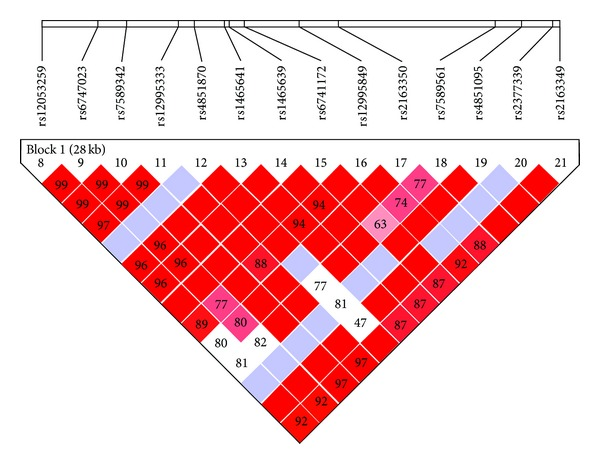 rs12053259 rs6747023 rs7589342 rs12995333 rs4851870 rs1465641 rs1465639 rs6741172 rs12995849 rs2163350 rs7589561 rs4851095 rs2377339 rs2163349
Block 1 (28 kb)
8 9 10 11 12 13 14 15 16 17 18 19 20 21
99 99 99 77
99 99 94 74
97 94 63
96 88
96 96 88 92
96 77 87
77 81 87
89 80 47 87
80 82
81 97
97
92
92